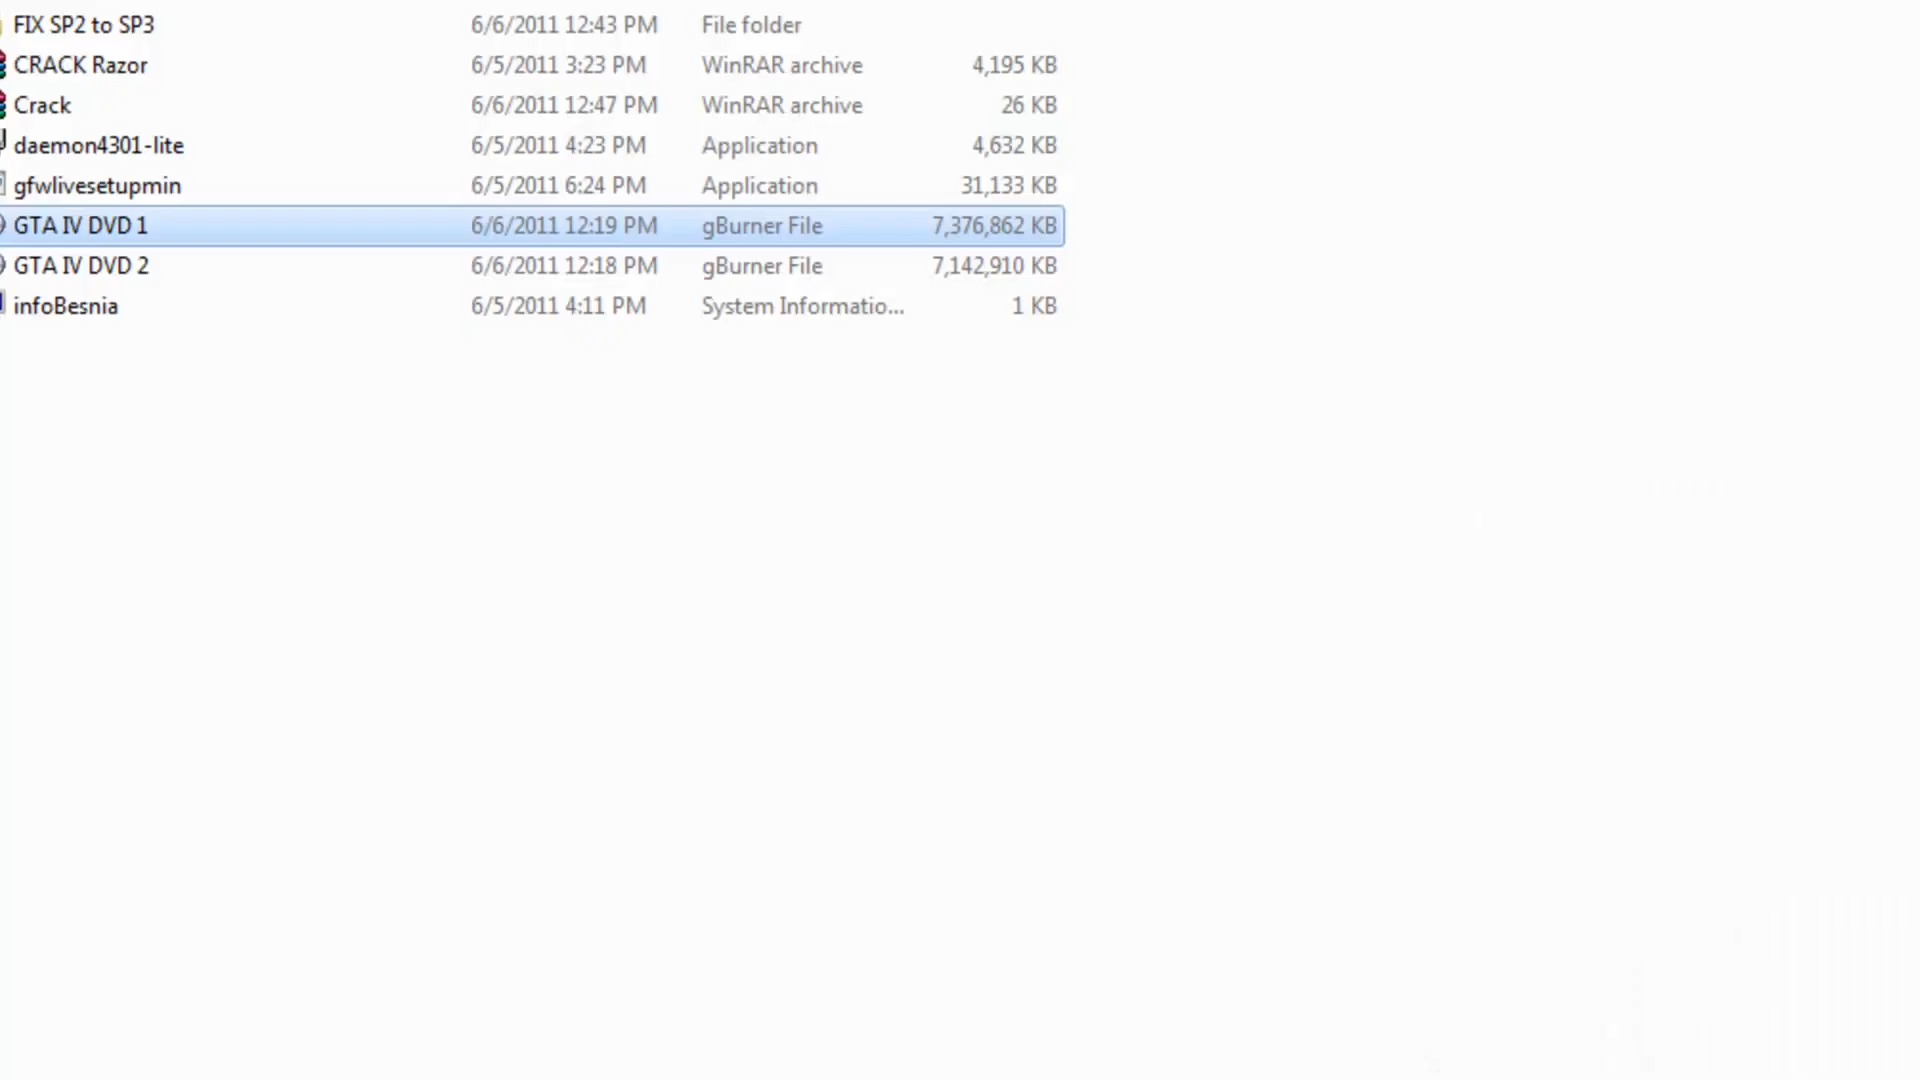 FIX SP2 to SP3 6/6/2011 12:43 PM File folder
CRACK Razor 6/5/2011 3:23 PM WinRAR archive 4,195 KB
Crack 6/6/2011 12:47 PM WinRAR archive 26 KB
daemon4301-lite 6/5/2011 4:23 PM Application 4,632 KB
gfwlivesetupmin 6/5/2011 6:24 PM Application 31,133 KB
GTA IV DVD 1 6/6/2011 12:19 PM gBurner File 7,376,862 KB
GTA IV DVD 2 6/6/2011 12:18 PM gBurner File 7,142,910 KB
infoBesnia 6/5/2011 4:11 PM System Informatio... 1 KB